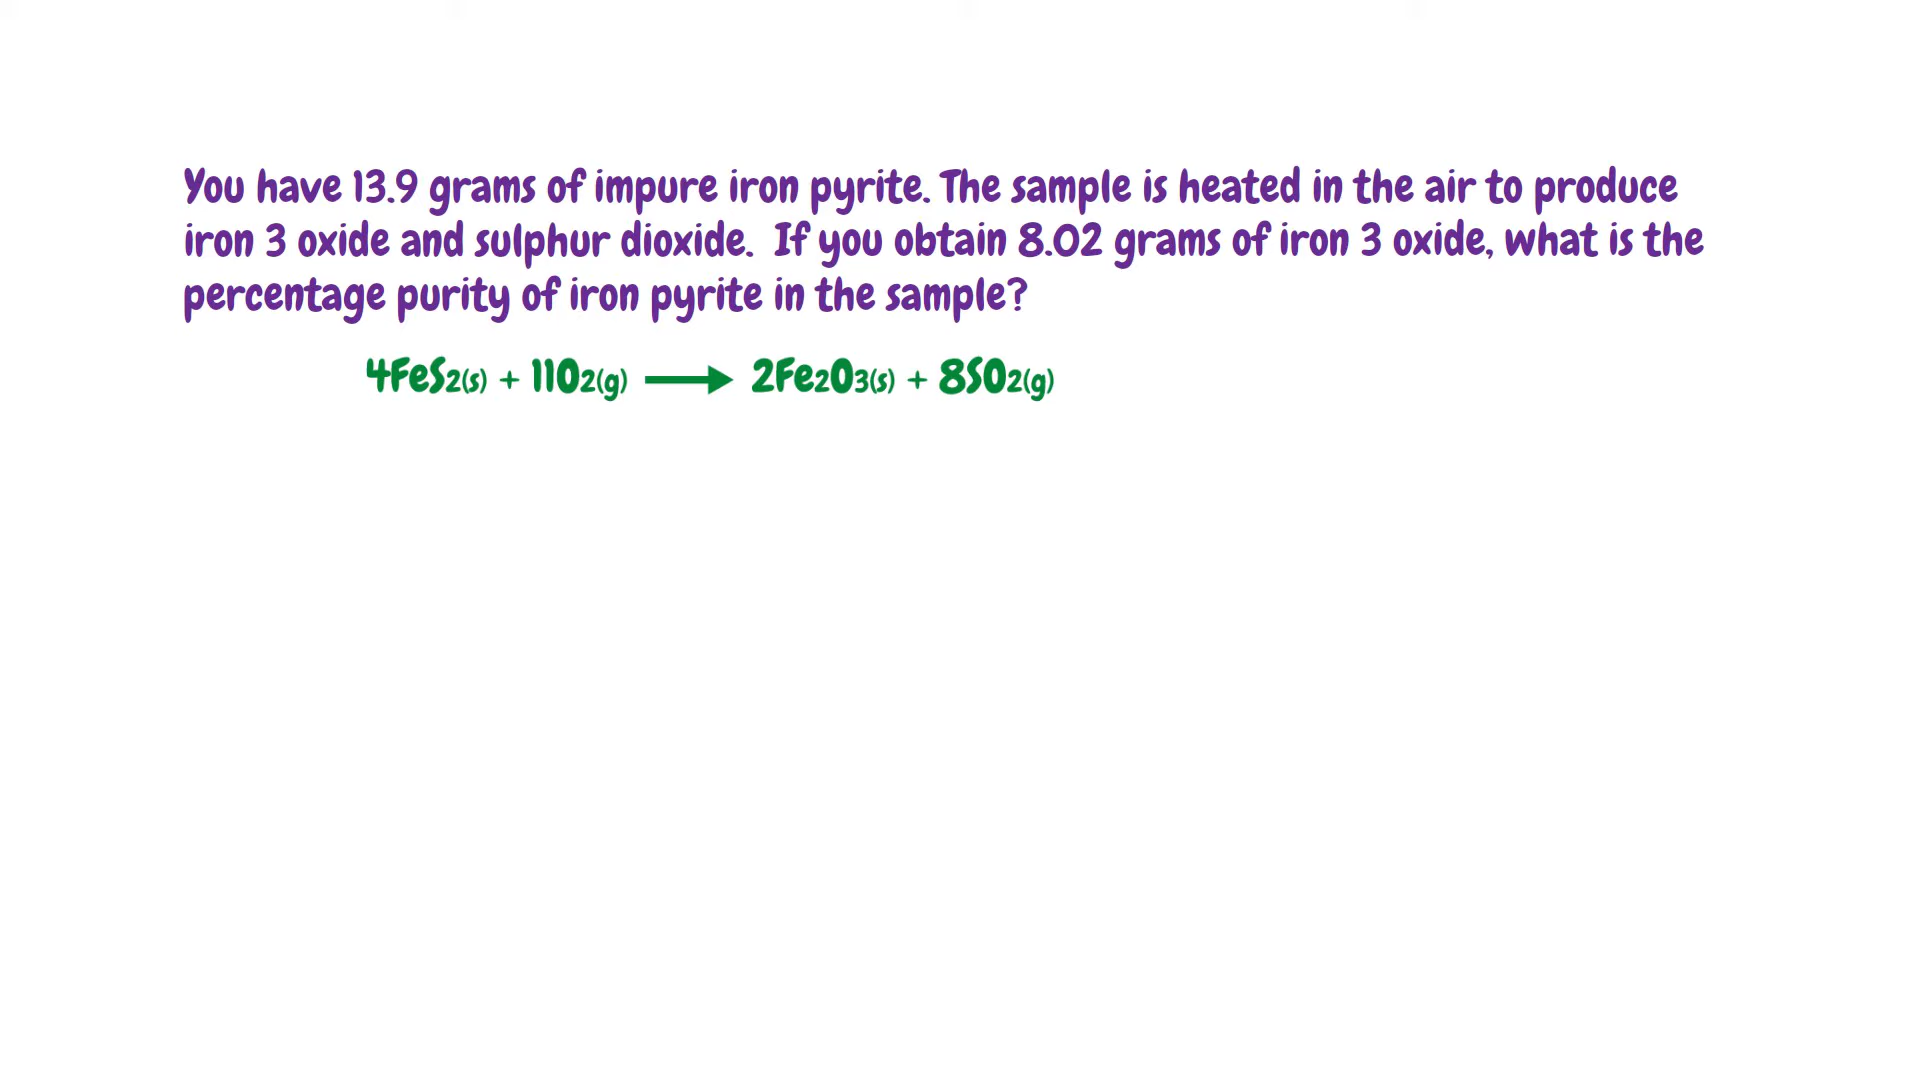 You have 13.9 grams of impure iron pyrite. The sample is heated in the air to produce
iron 3 oxide and sulphur dioxide.  If you obtain 8.02 grams of iron 3 oxide, what is the
percentage purity of iron pyrite in the sample?
4FeS2(s) + 11O2(g) ⟶ 2Fe2O3(s) + 8SO2(g)